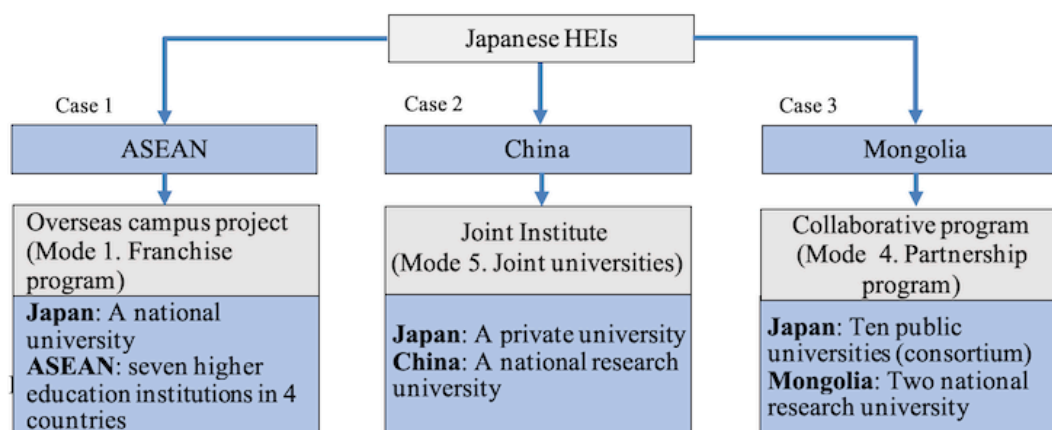 Japanese HEIs
Case 1
ASEAN
Overseas campus project
(Mode 1. Franchise
program)
Japan: A national
university
ASEAN: seven higher
education institutions in 4
countries
Case 2
China
Joint Institute
(Mode 5. Joint universities)
Japan: A private university
China: A national research
university
Case 3
Mongolia
Collaborative program
(Mode 4. Partnership
program)
Japan: Ten public
universities (consortium)
Mongolia: Two national
research university